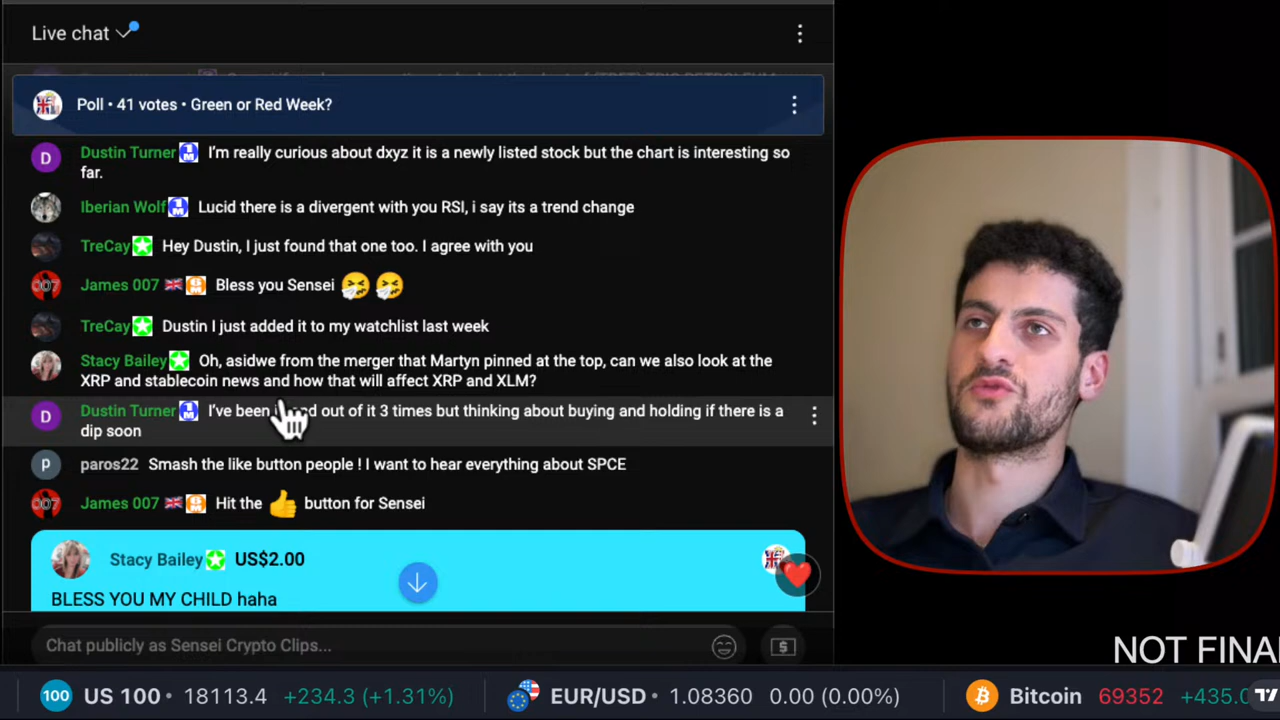 Live chat
Poll • 41 votes • Green or Red Week?
Dustin Turner I'm really curious about dxyz it is a newly listed stock but the chart is interesting so
far.
Iberian Wolf Lucid there is a divergent with you RSI, i say its a trend change
TreCay Hey Dustin, I just found that one too. I agree with you
James 007 Bless you Sensei
TreCay Dustin I just added it to my watchlist last week
Stacy Bailey Oh, asidwe from the merger that Martyn pinned at the top, can we also look at the
XRP and stablecoin news and how that will affect XRP and XLM?
Dustin Turner I've been out of it 3 times but thinking about buying and holding if there is a
dip soon
paros22 Smash the like button people ! I want to hear everything about SPCE
James 007 Hit the button for Sensei
Stacy Bailey US$2.00
BLESS YOU MY CHILD haha
Chat publicly as Sensei Crypto Clips...
NOT FINA
100 US 100 • 18113.4 +234.3 (+1.31%) EUR/USD • 1.08360 0.00 (0.00%) Bitcoin 69352 +435.0